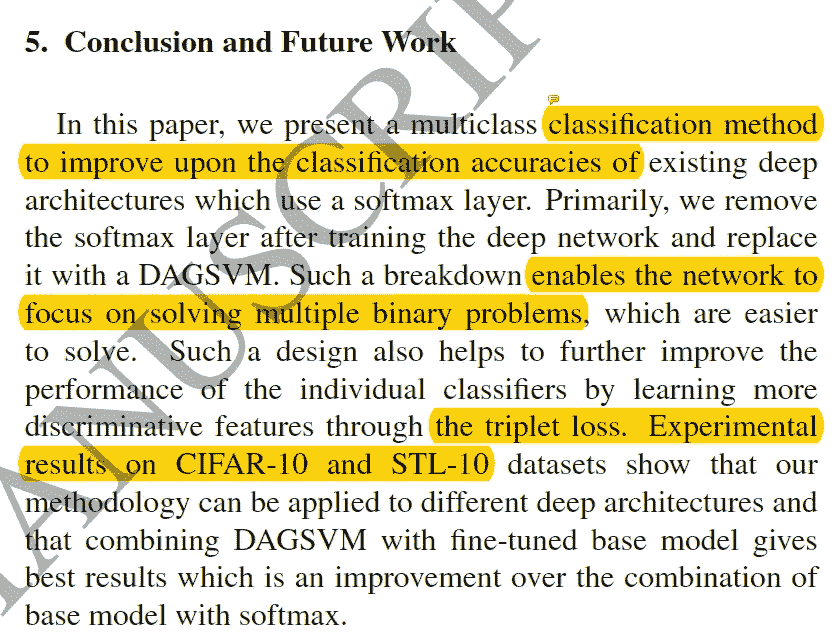 5. Conclusion and Future Work
In this paper, we present a multiclass classification method
to improve upon the classification accuracies of existing deep
architectures which use a softmax layer. Primarily, we remove
the softmax layer after training the deep network and replace
it with a DAGSVM. Such a breakdown enables the network to
focus on solving multiple binary problems, which are easier
to solve. Such a design also helps to further improve the
performance of the individual classifiers by learning more
discriminative features through the triplet loss. Experimental
results on CIFAR-10 and STL-10 datasets show that our
methodology can be applied to different deep architectures and
that combining DAGSVM with fine-tuned base model gives
best results which is an improvement over the combination of
base model with softmax.
ANUSCRIP